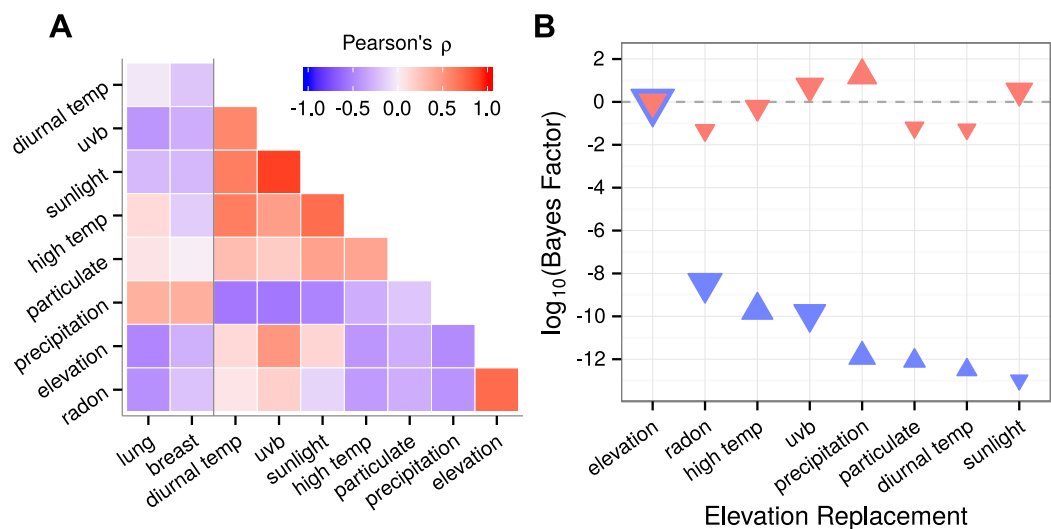 A
Pearson's ρ
-1.0 -0.5 0.0 0.5 1.0
diurnal temp
uvb
sunlight
high temp
particulate
precipitation
elevation
radon
lung
breast
diurnal temp
uvb
sunlight
high temp
particulate
precipitation
elevation
B
log10(Bayes Factor)
2
0
-2
-4
-6
-8
-10
-12
elevation
radon
high temp
uvb
precipitation
particulate
diurnal temp
sunlight
Elevation Replacement